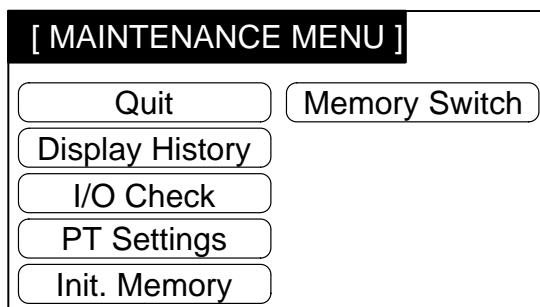 [ MAINTENANCE MENU ]
Quit
Memory Switch
Display History
I/O Check
PT Settings
Init. Memory